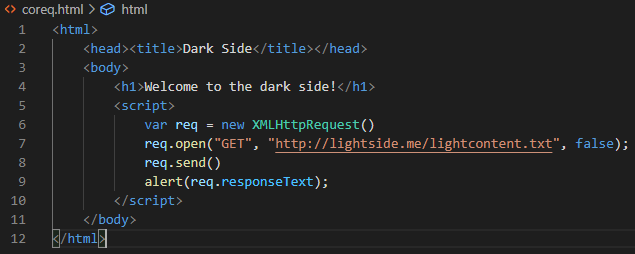 coreq.html > html
1 <html>
2 <head><title>Dark Side</title></head>
3 <body>
4 <h1>Welcome to the dark side!</h1>
5 <script>
6 var req = new XMLHttpRequest()
7 req.open("GET", "http://lightside.me/lightcontent.txt", false);
8 req.send()
9 alert(req.responseText);
10 </script>
11 </body>
12 </html>